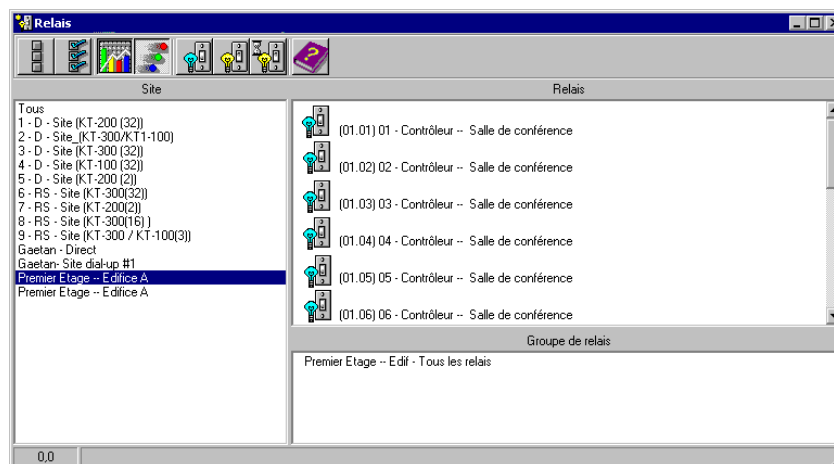 Relais
Site
Tous
1 - D - Site (KT-200 (32))
2 - D - Site_(KT-300/KT1-100)
3 - D - Site (KT-300 (32))
4 - D - Site (KT-100 (32))
5 - D - Site (KT-200 (2))
6 - RS - Site (KT-300(32))
7 - RS - Site (KT-200(2))
8 - RS - Site (KT-300(16) )
9 - RS - Site (KT-300 / KT-100(3))
Gaetan - Direct
Gaetan- Site dial-up #1
Premier Etage -- Edifice A
Premier Etage -- Edifice A
Relais
(01.01) 01 - Contrôleur -- Salle de conférence
(01.02) 02 - Contrôleur -- Salle de conférence
(01.03) 03 - Contrôleur -- Salle de conférence
(01.04) 04 - Contrôleur -- Salle de conférence
(01.05) 05 - Contrôleur -- Salle de conférence
(01.06) 06 - Contrôleur -- Salle de conférence
Groupe de relais
Premier Etage -- Edif - Tous les relais
0,0